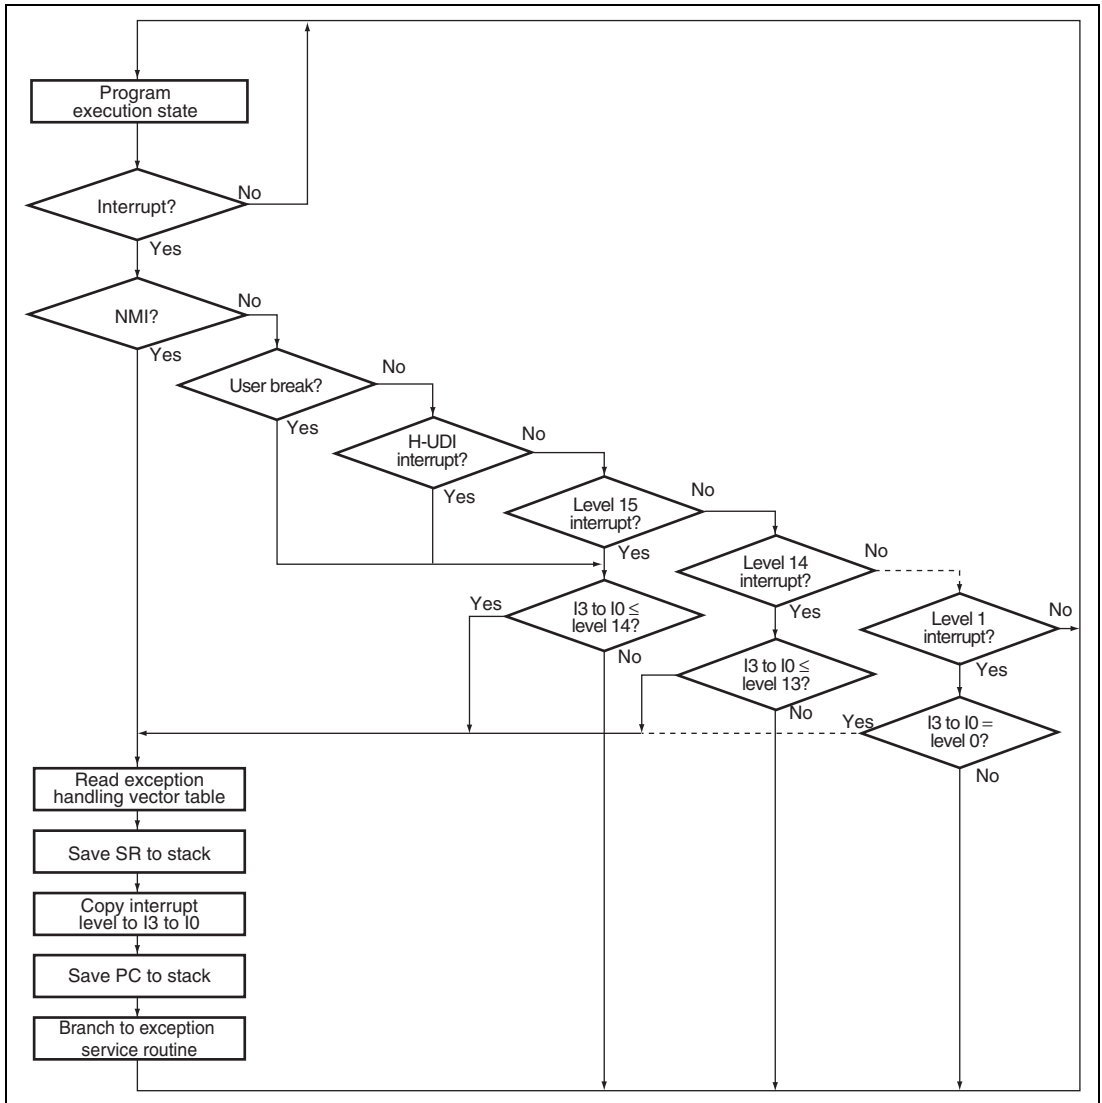 Program
execution state
No
Interrupt?
Yes
No
NMI?
Yes
No
User break?
Yes
No
H-UDI
interrupt?
Yes
No
Level 15
interrupt?
Yes
No
Level 14
interrupt?
Yes
No
Level 1
interrupt?
Yes
No
Yes
I3 to I0 ≤
level 14?
No
I3 to I0 ≤
level 13?
No
Yes
I3 to I0 =
level 0?
No
Read exception
handling vector table
Save SR to stack
Copy interrupt
level to I3 to I0
Save PC to stack
Branch to exception
service routine